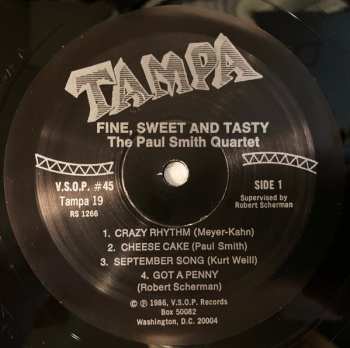 TAMPA
FINE, SWEET AND TASTY
The Paul Smith Quartet
V.S.O.P. #45
Tampa 19
RS 1266
SIDE 1
Supervised by
Robert Scherman
1. CRAZY RHYTHM (Meyer-Kahn)
2. CHEESE CAKE (Paul Smith)
3. SEPTEMBER SONG (Kurt Weill)
4. GOT A PENNY
(Robert Scherman)
© ℗ 1986, V.S.O.P. Records
Box 50082
Washington, D.C. 20004